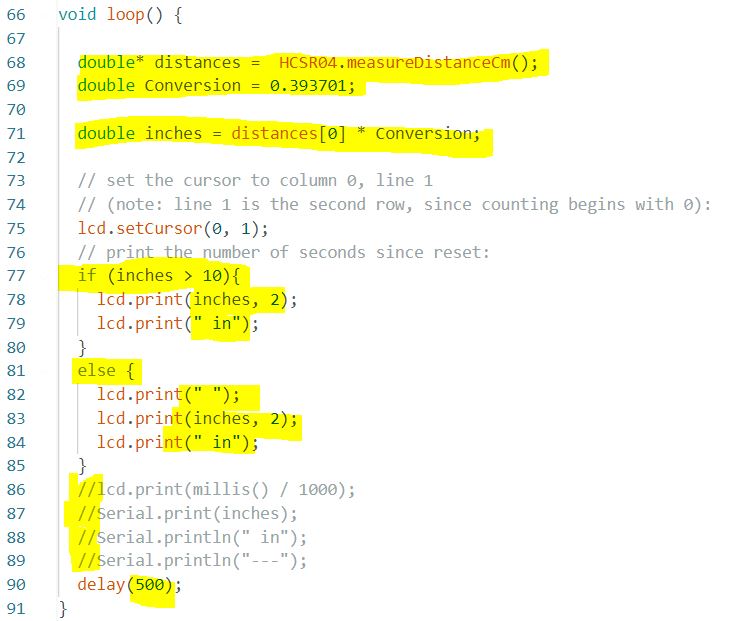 66 void loop() {
67
68 double* distances =  HCSR04.measureDistanceCm();
69 double Conversion = 0.393701;
70
71 double inches = distances[0] * Conversion;
72
73 // set the cursor to column 0, line 1
74 // (note: line 1 is the second row, since counting begins with 0):
75 lcd.setCursor(0, 1);
76 // print the number of seconds since reset:
77 if (inches > 10){
78 lcd.print(inches, 2);
79 lcd.print(" in");
80 }
81 else {
82 lcd.print(" ");
83 lcd.print(inches, 2);
84 lcd.print(" in");
85 }
86 //lcd.print(millis() / 1000);
87 //Serial.print(inches);
88 //Serial.println(" in");
89 //Serial.println("---");
90 delay(500);
91 }